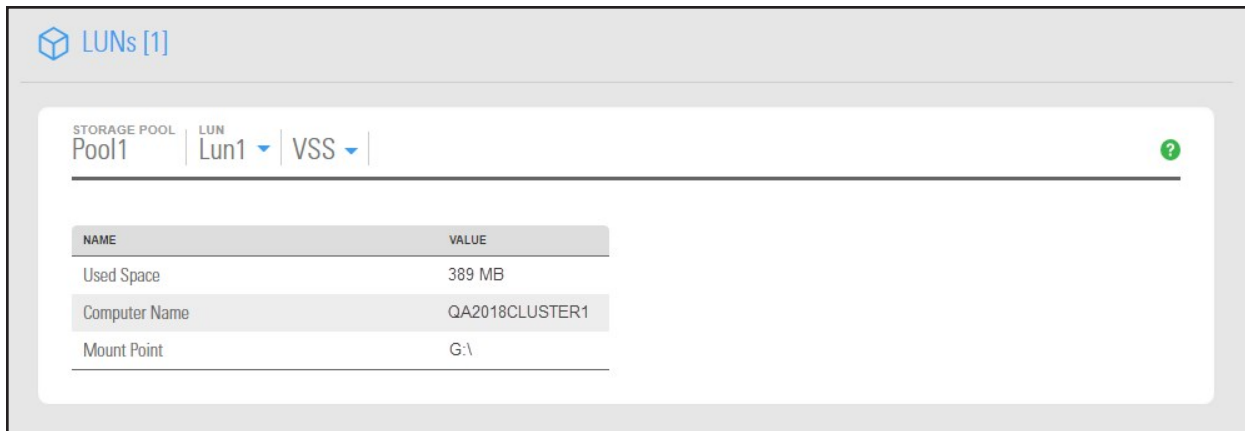 LUNs [1]
STORAGE POOL LUN
Pool1 Lun1 VSS
?
NAME VALUE
Used Space 389 MB
Computer Name QA2018CLUSTER1
Mount Point G:\